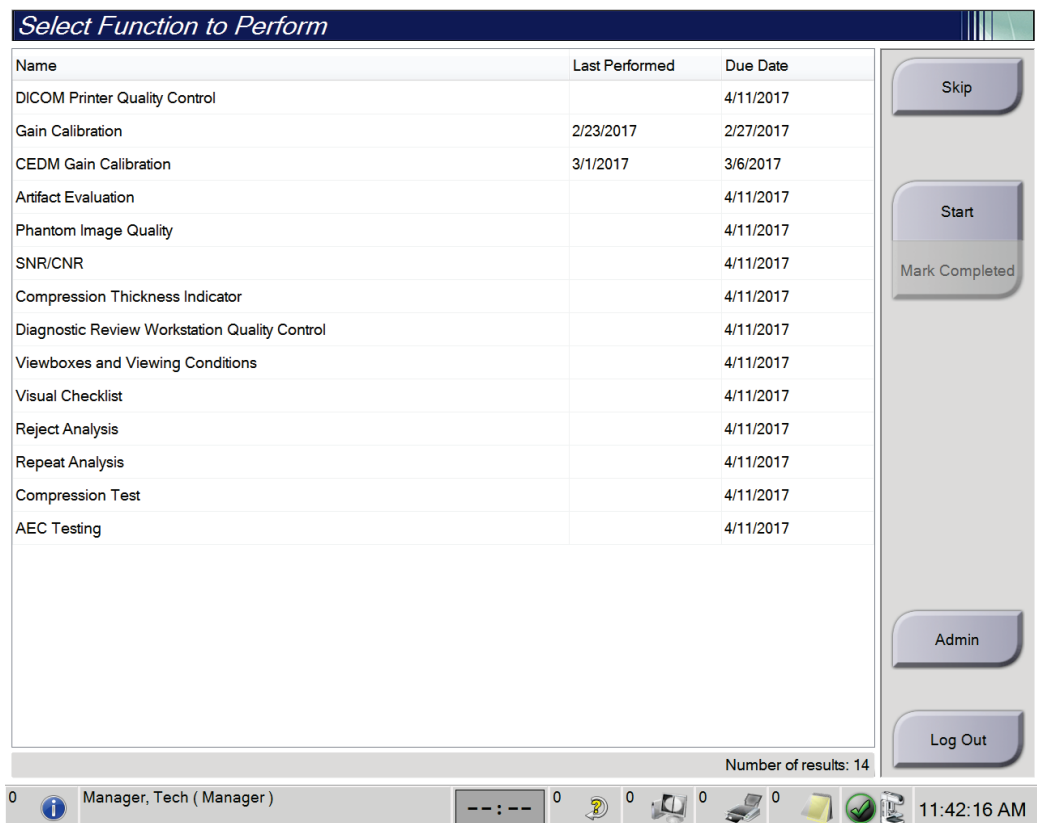 Select Function to Perform
Name Last Performed Due Date
DICOM Printer Quality Control 4/11/2017
Gain Calibration 2/23/2017 2/27/2017
CEDM Gain Calibration 3/1/2017 3/6/2017
Artifact Evaluation 4/11/2017
Phantom Image Quality 4/11/2017
SNR/CNR 4/11/2017
Compression Thickness Indicator 4/11/2017
Diagnostic Review Workstation Quality Control 4/11/2017
Viewboxes and Viewing Conditions 4/11/2017
Visual Checklist 4/11/2017
Reject Analysis 4/11/2017
Repeat Analysis 4/11/2017
Compression Test 4/11/2017
AEC Testing 4/11/2017
Number of results: 14
Skip
Start
Mark Completed
Admin
Log Out
0 Manager, Tech ( Manager ) --:-- 0 0 0 0 11:42:16 AM